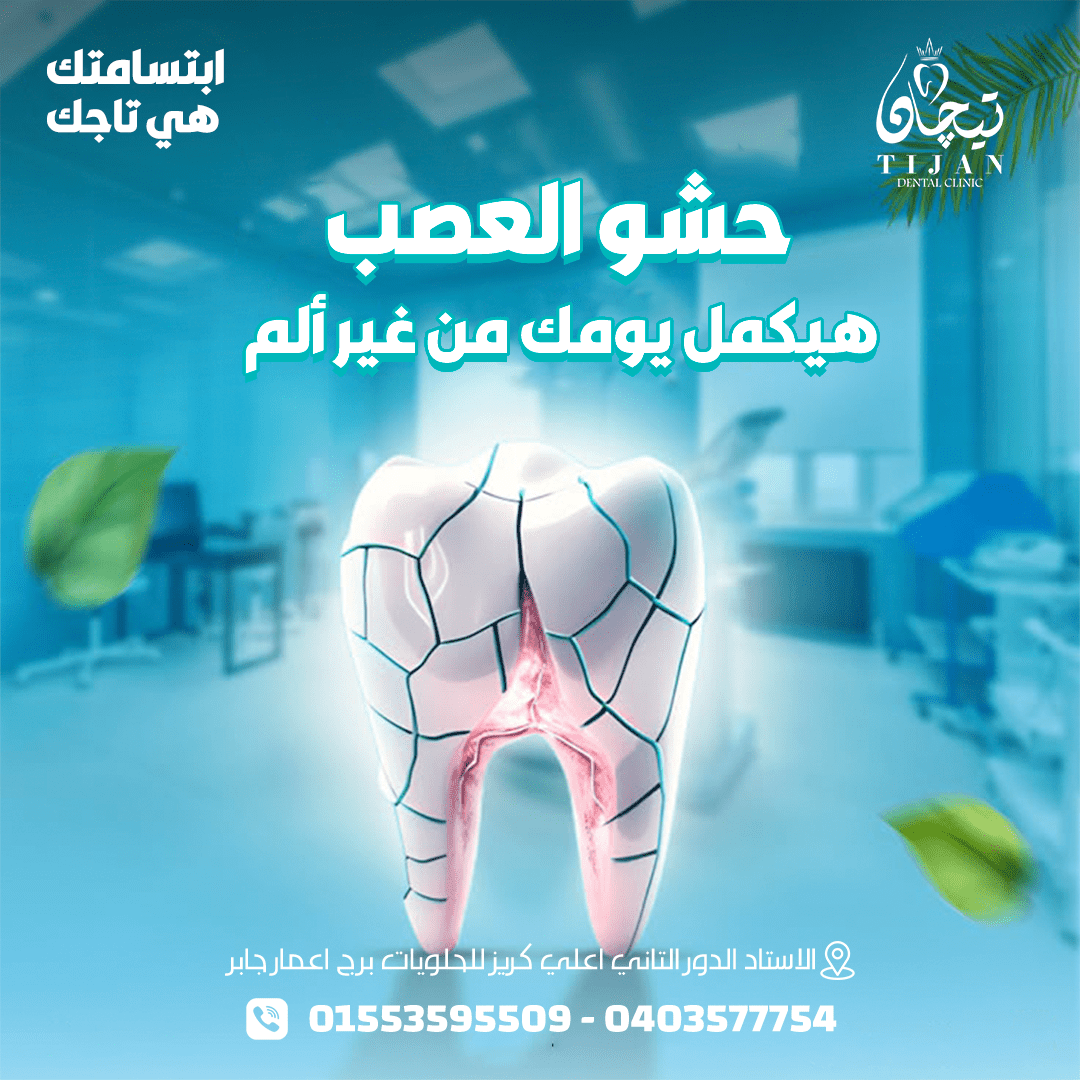 ابتسامتك
هي تاجك
تيجان
TIJAN
DENTAL CLINIC
حشو العصب
هيكمل يومك من غير ألم
الاستاد الدور التاني اعلي كريز للحلويات برج اعمار جابر
01553595509 - 0403577754